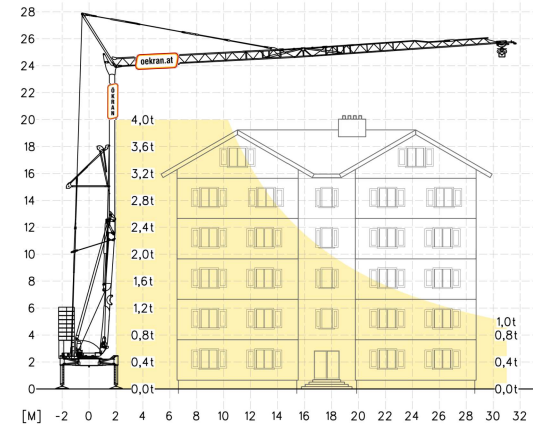 28
26
24
22
20
18
16
14
12
10
8
6
4
2
0
oekran.at
ÖKRAN
4,0t
3,6t
3,2t
2,8t
2,4t
2,0t
1,6t
1,2t
0,8t
0,4t
0,0t
1,0t
0,8t
0,4t
0,0t
[M] -2 0 2 4 6 8 10 12 14 16 18 20 22 24 26 28 30 32